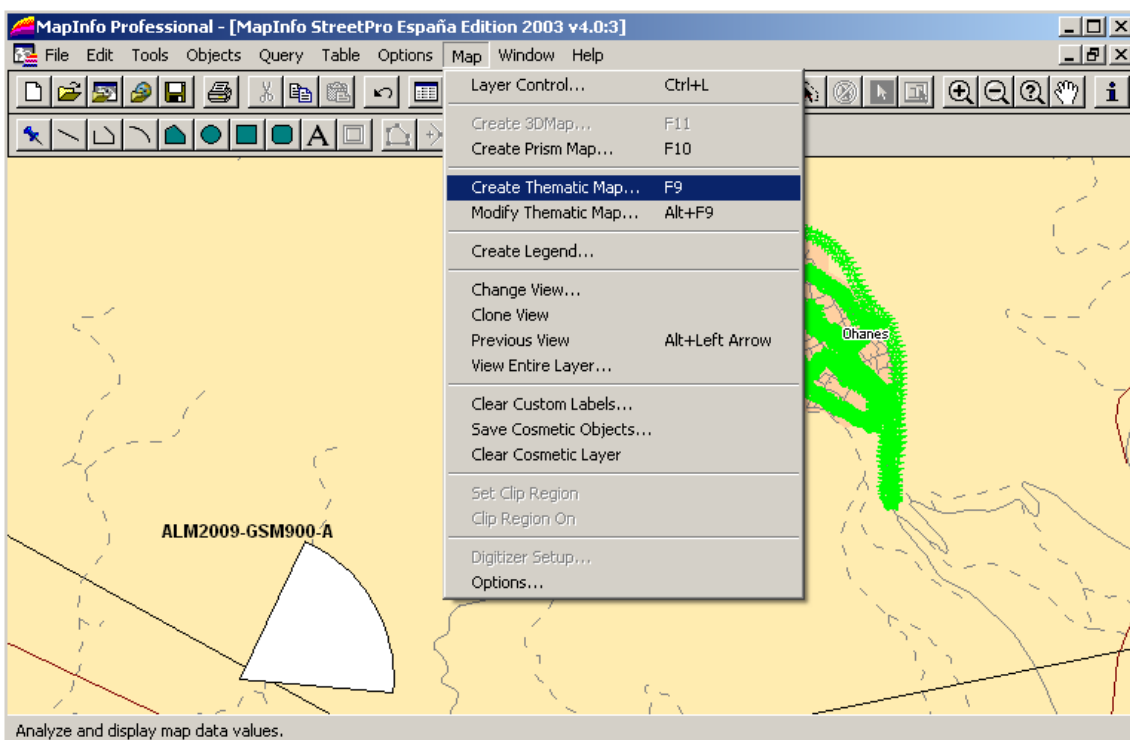 MapInfo Professional - [MapInfo StreetPro España Edition 2003 v4.0:3]
File Edit Tools Objects Query Table Options Map Window Help
Layer Control... Ctrl+L
Create 3DMap... F11
Create Prism Map... F10
Create Thematic Map... F9
Modify Thematic Map... Alt+F9
Create Legend...
Change View...
Clone View
Previous View Alt+Left Arrow
View Entire Layer...
Clear Custom Labels...
Save Cosmetic Objects...
Clear Cosmetic Layer
Set Clip Region
Clip Region On
Digitizer Setup...
Options...
Ohanes
ALM2009-GSM900-A
Analyze and display map data values.